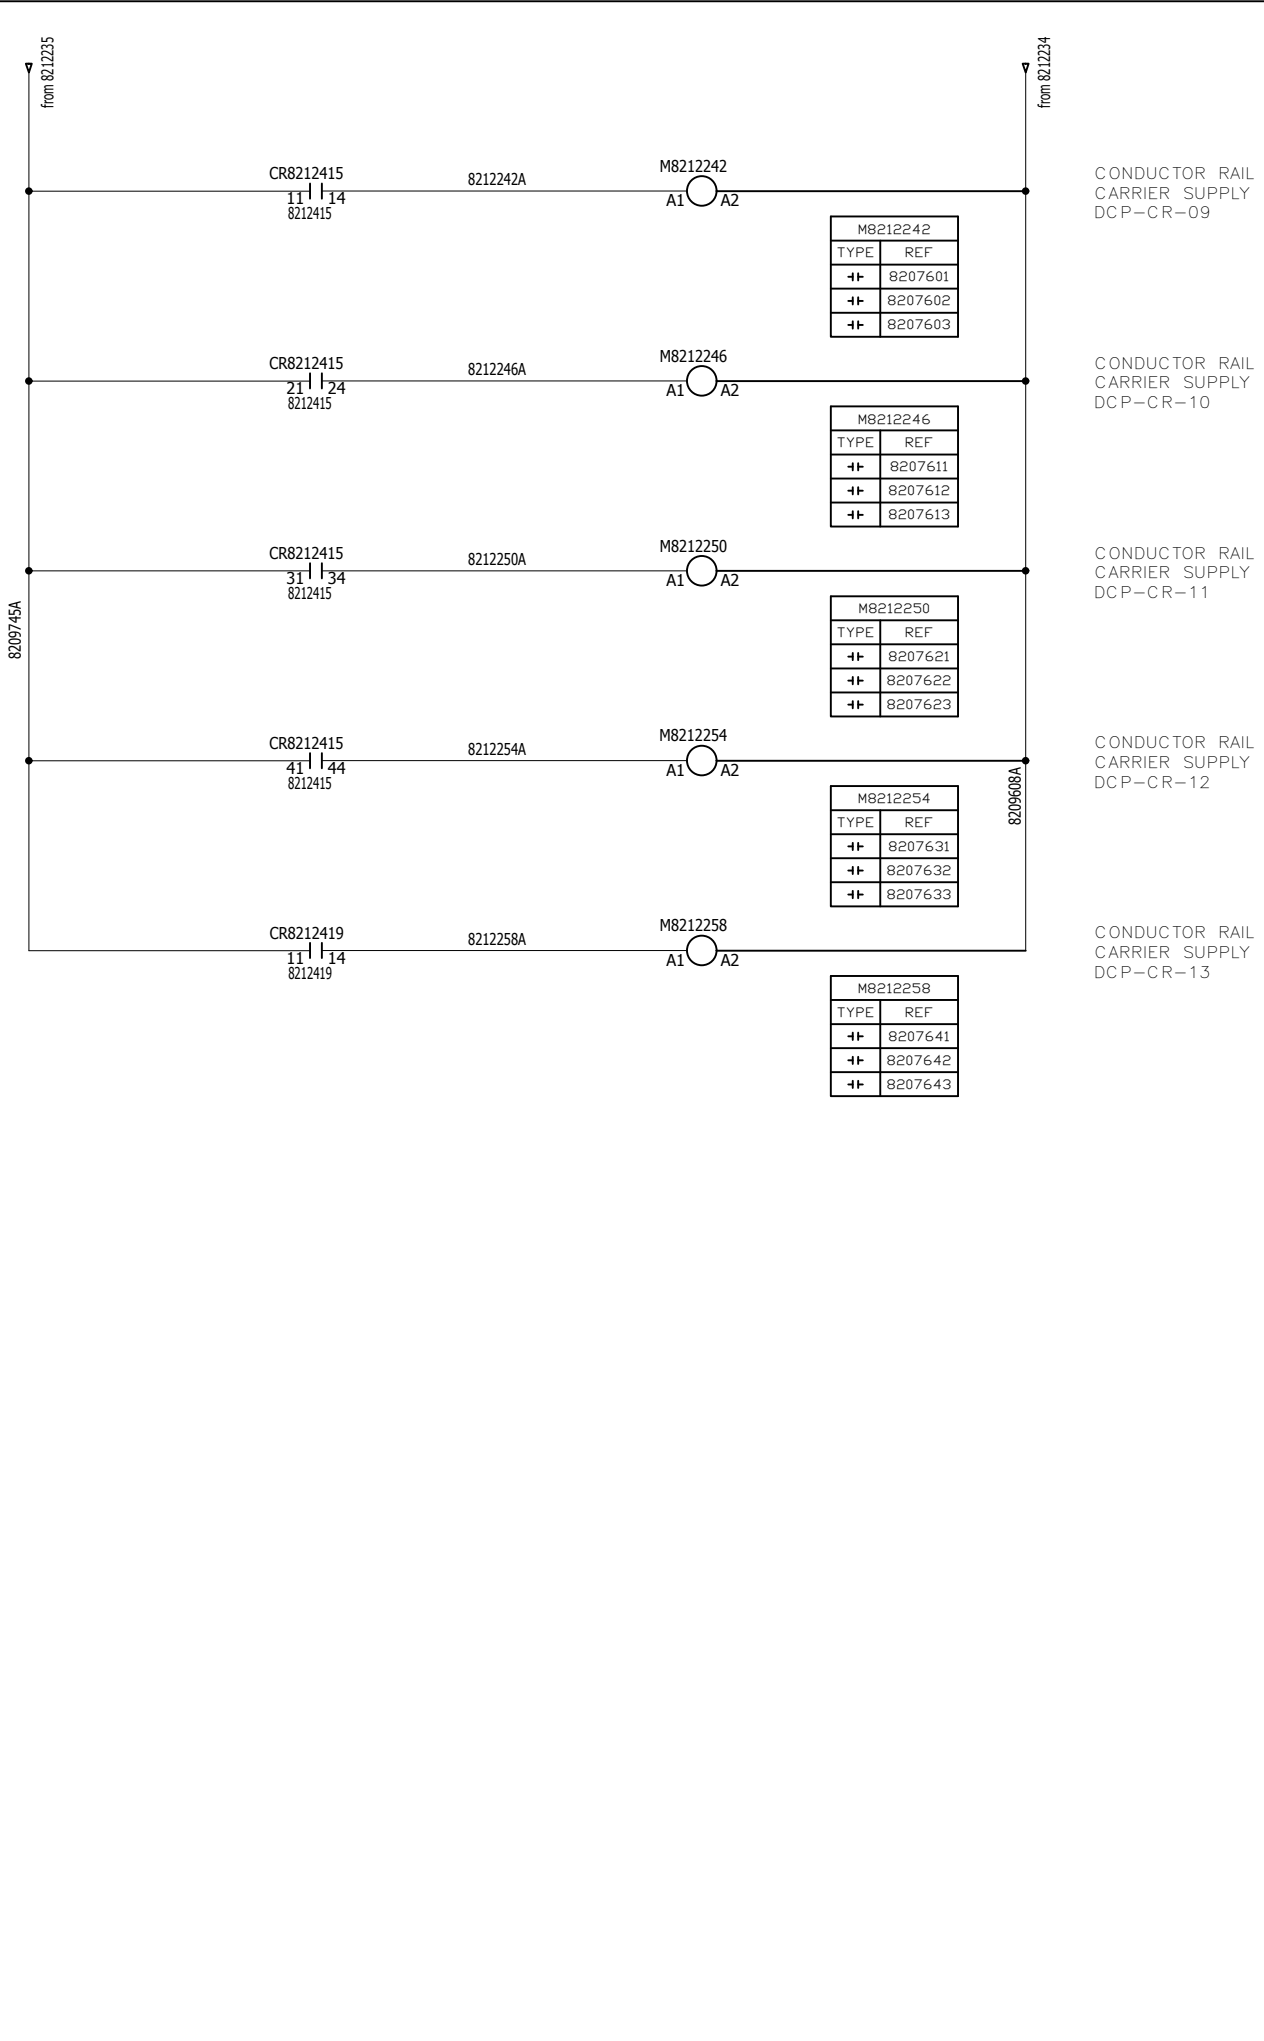 from 8212235
from 8212234
CR8212415
11 14
8212415
8212242A
M8212242
A1 A2
CONDUCTOR RAIL
CARRIER SUPPLY
DCP-CR-09
M8212242
TYPE REF
8207601
8207602
8207603
CR8212415
21 24
8212415
8212246A
M8212246
A1 A2
CONDUCTOR RAIL
CARRIER SUPPLY
DCP-CR-10
M8212246
TYPE REF
8207611
8207612
8207613
CR8212415
31 34
8212415
8212250A
M8212250
A1 A2
CONDUCTOR RAIL
CARRIER SUPPLY
DCP-CR-11
8209745A
M8212250
TYPE REF
8207621
8207622
8207623
CR8212415
41 44
8212415
8212254A
M8212254
A1 A2
CONDUCTOR RAIL
CARRIER SUPPLY
DCP-CR-12
8209608A
M8212254
TYPE REF
8207631
8207632
8207633
CR8212419
11 14
8212419
8212258A
M8212258
A1 A2
CONDUCTOR RAIL
CARRIER SUPPLY
DCP-CR-13
M8212258
TYPE REF
8207641
8207642
8207643